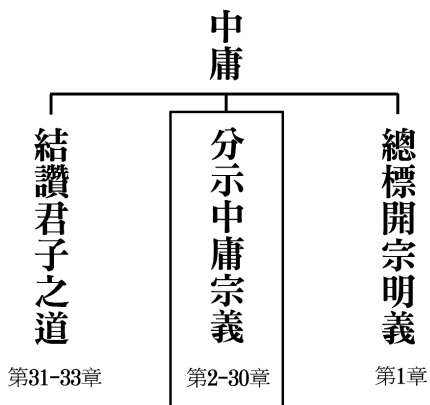 中庸
總標開宗明義
第1章
分示中庸宗義
第2-30章
結讚君子之道
第31-33章